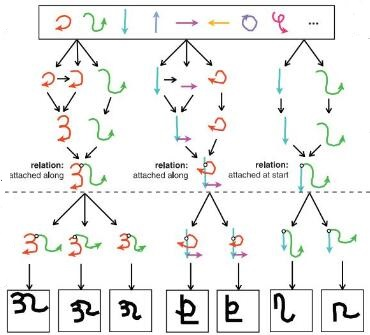 ...
relation:
attached along
relation:
attached along
relation:
attached at start